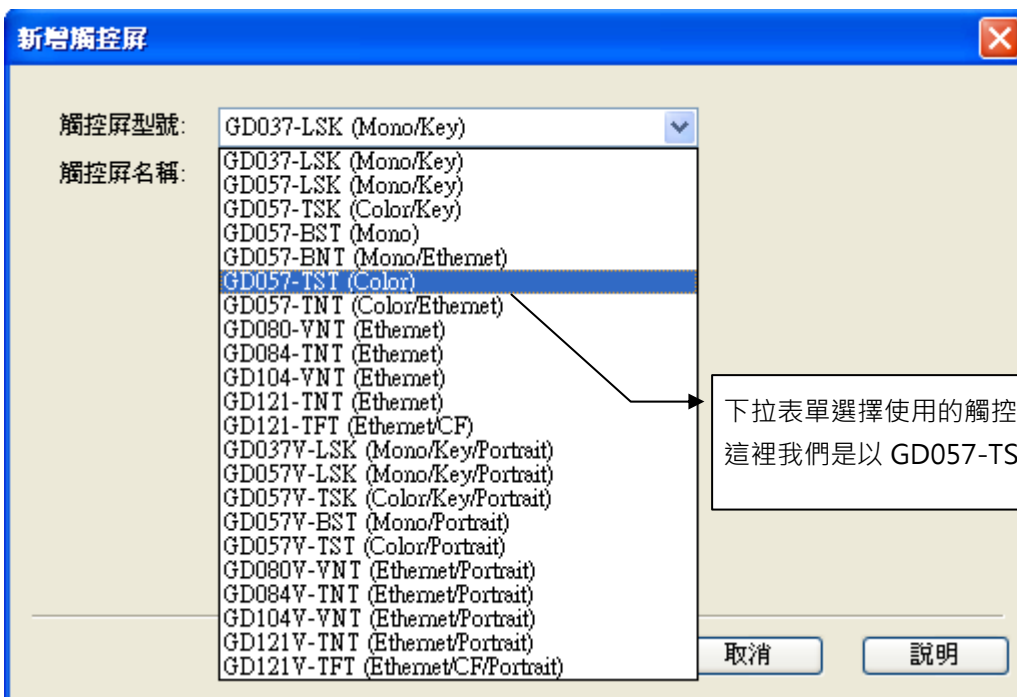 新增觸控屏
觸控屏型號: GD037-LSK (Mono/Key)
觸控屏名稱:
GD037-LSK (Mono/Key)
GD057-LSK (Mono/Key)
GD057-TSK (Color/Key)
GD057-BST (Mono)
GD057-BNT (Mono/Ethernet)
GD057-TST (Color)
GD057-TNT (Color/Ethernet)
GD080-VNT (Ethernet)
GD084-TNT (Ethernet)
GD104-VNT (Ethernet)
GD121-TNT (Ethernet)
GD121-TFT (Ethernet/CF)
GD037V-LSK (Mono/Key/Portrait)
GD057V-LSK (Mono/Key/Portrait)
GD057V-TSK (Color/Key/Portrait)
GD057V-BST (Mono/Portrait)
GD057V-TST (Color/Portrait)
GD080V-VNT (Ethernet/Portrait)
GD084V-TNT (Ethernet/Portrait)
GD104V-VNT (Ethernet/Portrait)
GD121V-TNT (Ethernet/Portrait)
GD121V-TFT (Ethernet/CF/Portrait)
下拉表單選擇使用的觸控
這裡我們是以 GD057-TS
取消
說明